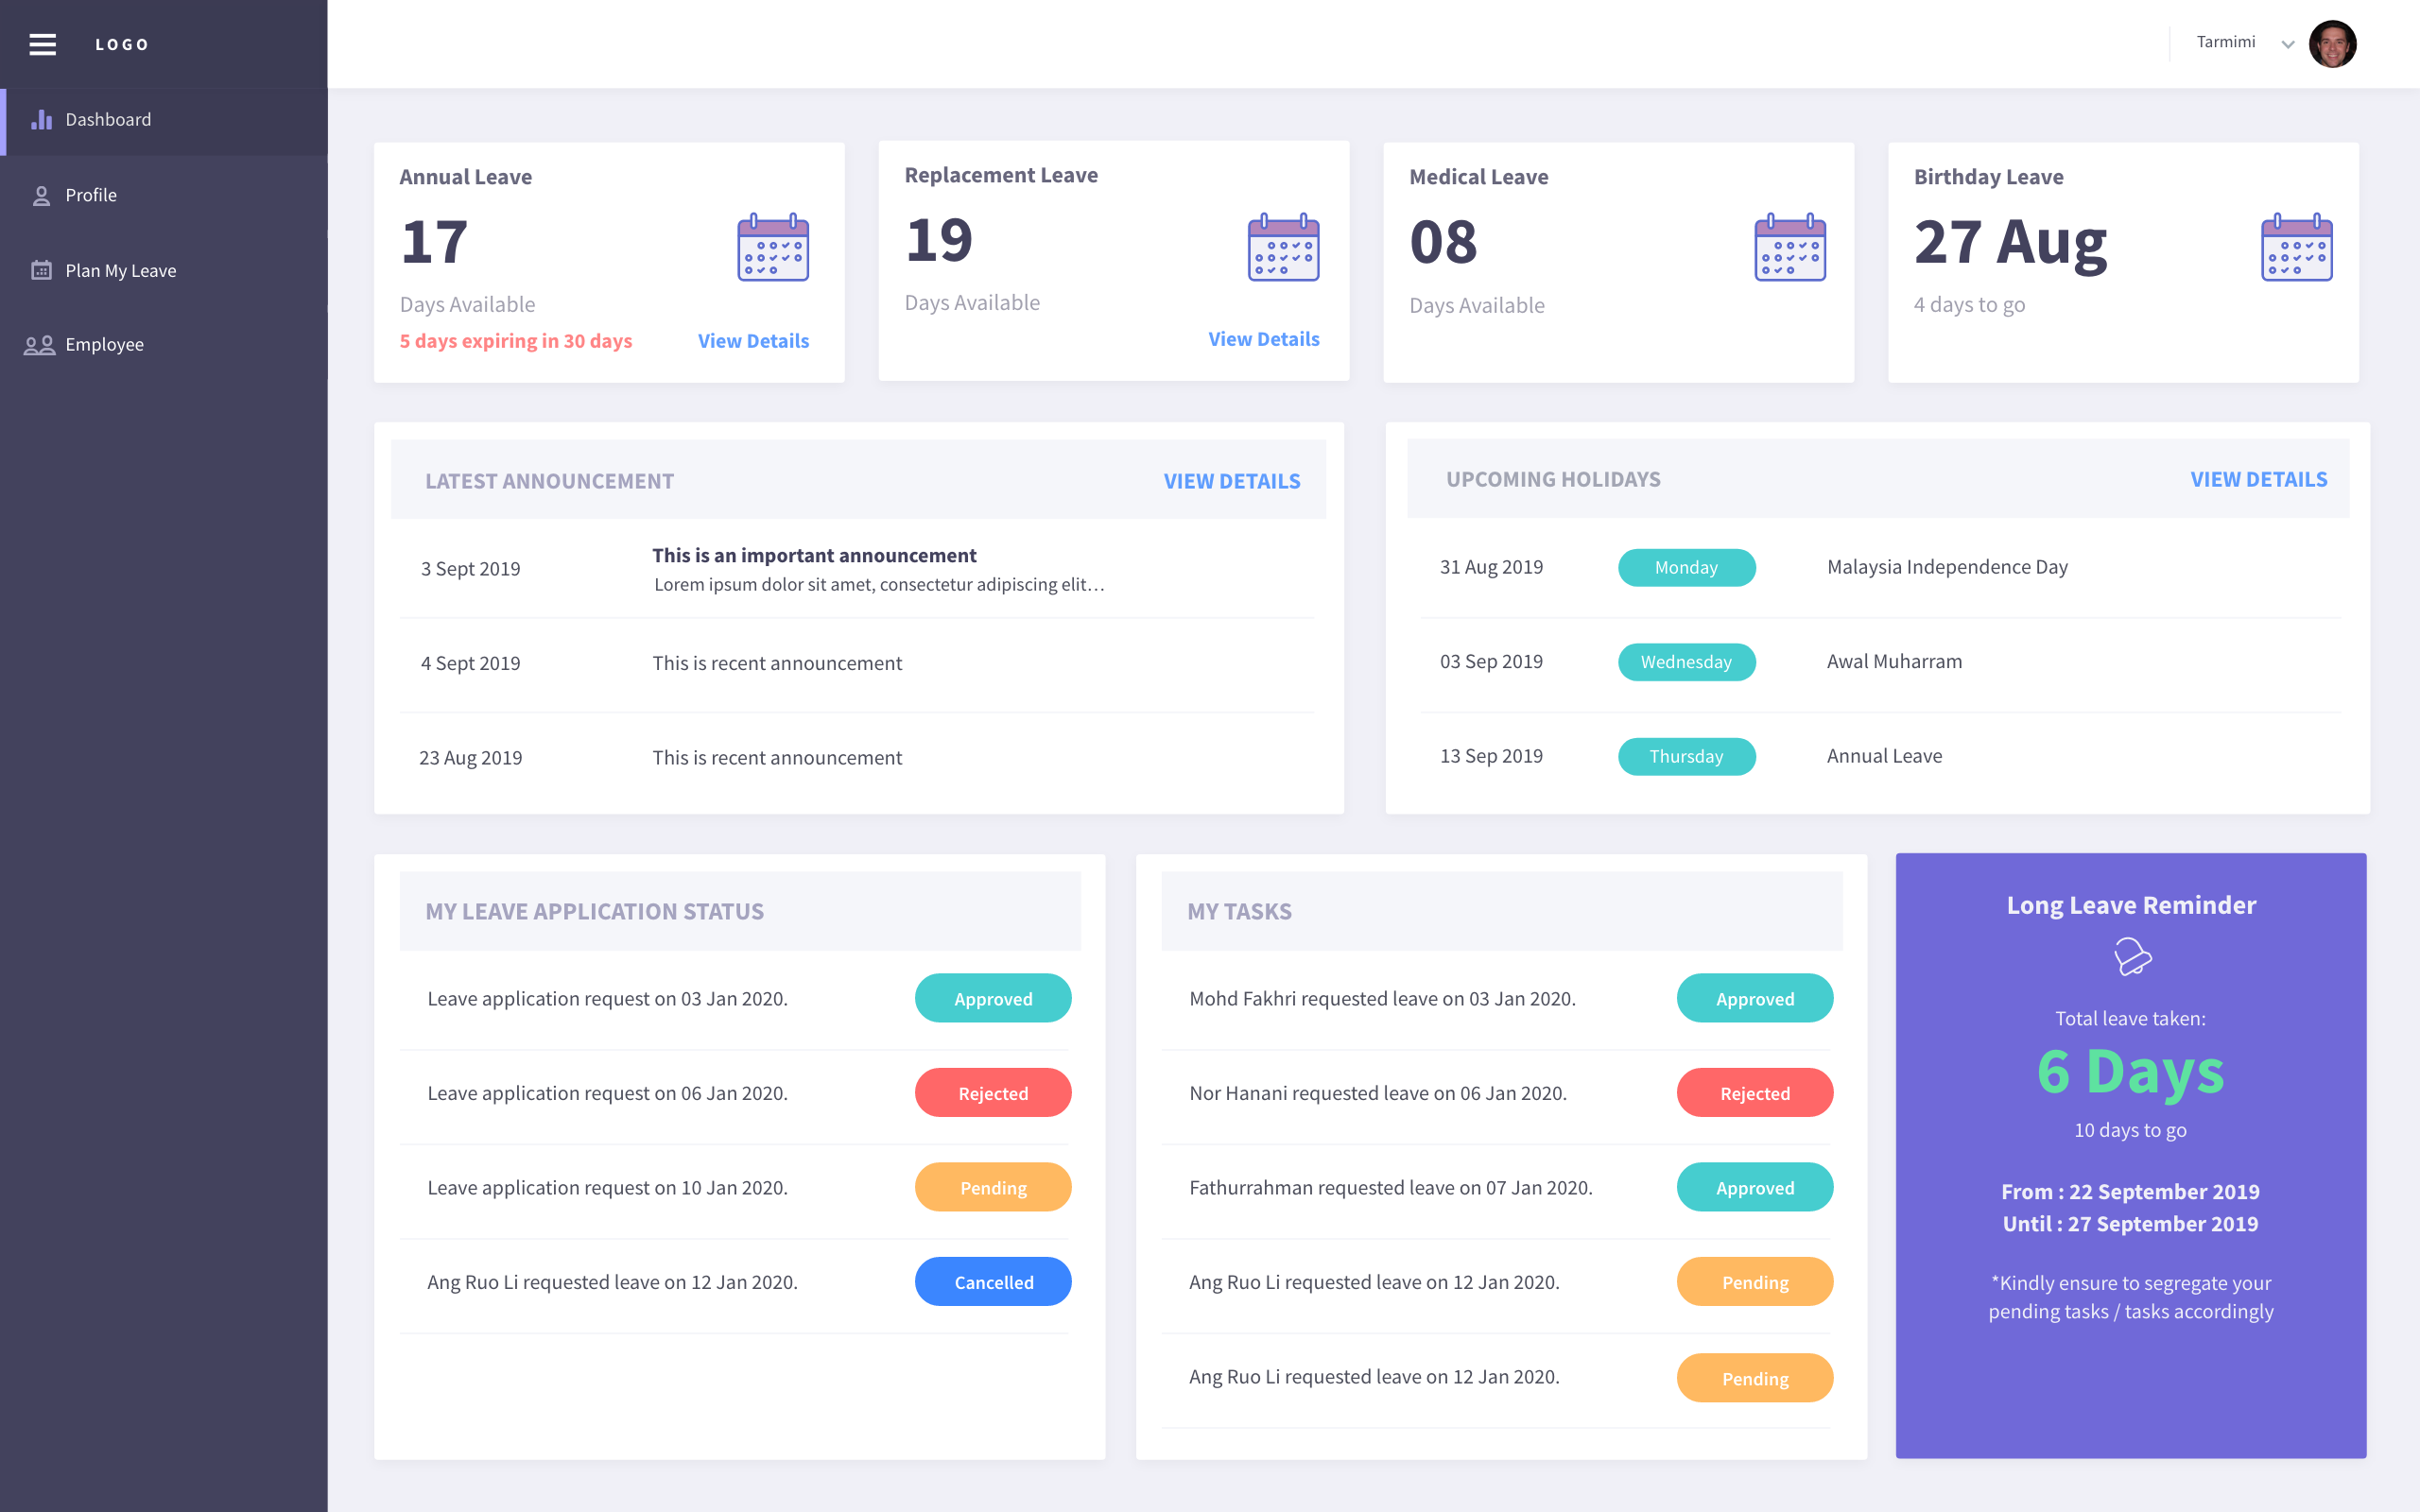 LOGO
Tarmimi
Dashboard
Profile
Plan My Leave
Employee
Annual Leave
17
Days Available
5 days expiring in 30 days
View Details
Replacement Leave
19
Days Available
View Details
Medical Leave
08
Days Available
Birthday Leave
27 Aug
4 days to go
LATEST ANNOUNCEMENT
VIEW DETAILS
3 Sept 2019
This is an important announcement
Lorem ipsum dolor sit amet, consectetur adipiscing elit...
4 Sept 2019
This is recent announcement
23 Aug 2019
This is recent announcement
UPCOMING HOLIDAYS
VIEW DETAILS
31 Aug 2019
Monday
Malaysia Independence Day
03 Sep 2019
Wednesday
Awal Muharram
13 Sep 2019
Thursday
Annual Leave
MY LEAVE APPLICATION STATUS
Leave application request on 03 Jan 2020.
Approved
Leave application request on 06 Jan 2020.
Rejected
Leave application request on 10 Jan 2020.
Pending
Ang Ruo Li requested leave on 12 Jan 2020.
Cancelled
MY TASKS
Mohd Fakhri requested leave on 03 Jan 2020.
Approved
Nor Hanani requested leave on 06 Jan 2020.
Rejected
Fathurrahman requested leave on 07 Jan 2020.
Approved
Ang Ruo Li requested leave on 12 Jan 2020.
Pending
Ang Ruo Li requested leave on 12 Jan 2020.
Pending
Long Leave Reminder
Total leave taken:
6 Days
10 days to go
From : 22 September 2019
Until : 27 September 2019
*Kindly ensure to segregate your
pending tasks / tasks accordingly